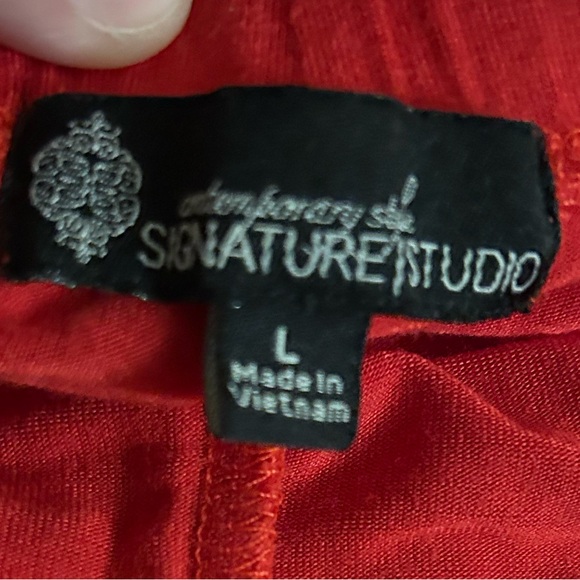 contemporary style
SIGNATURE STUDIO
L
Made In
Vietnam